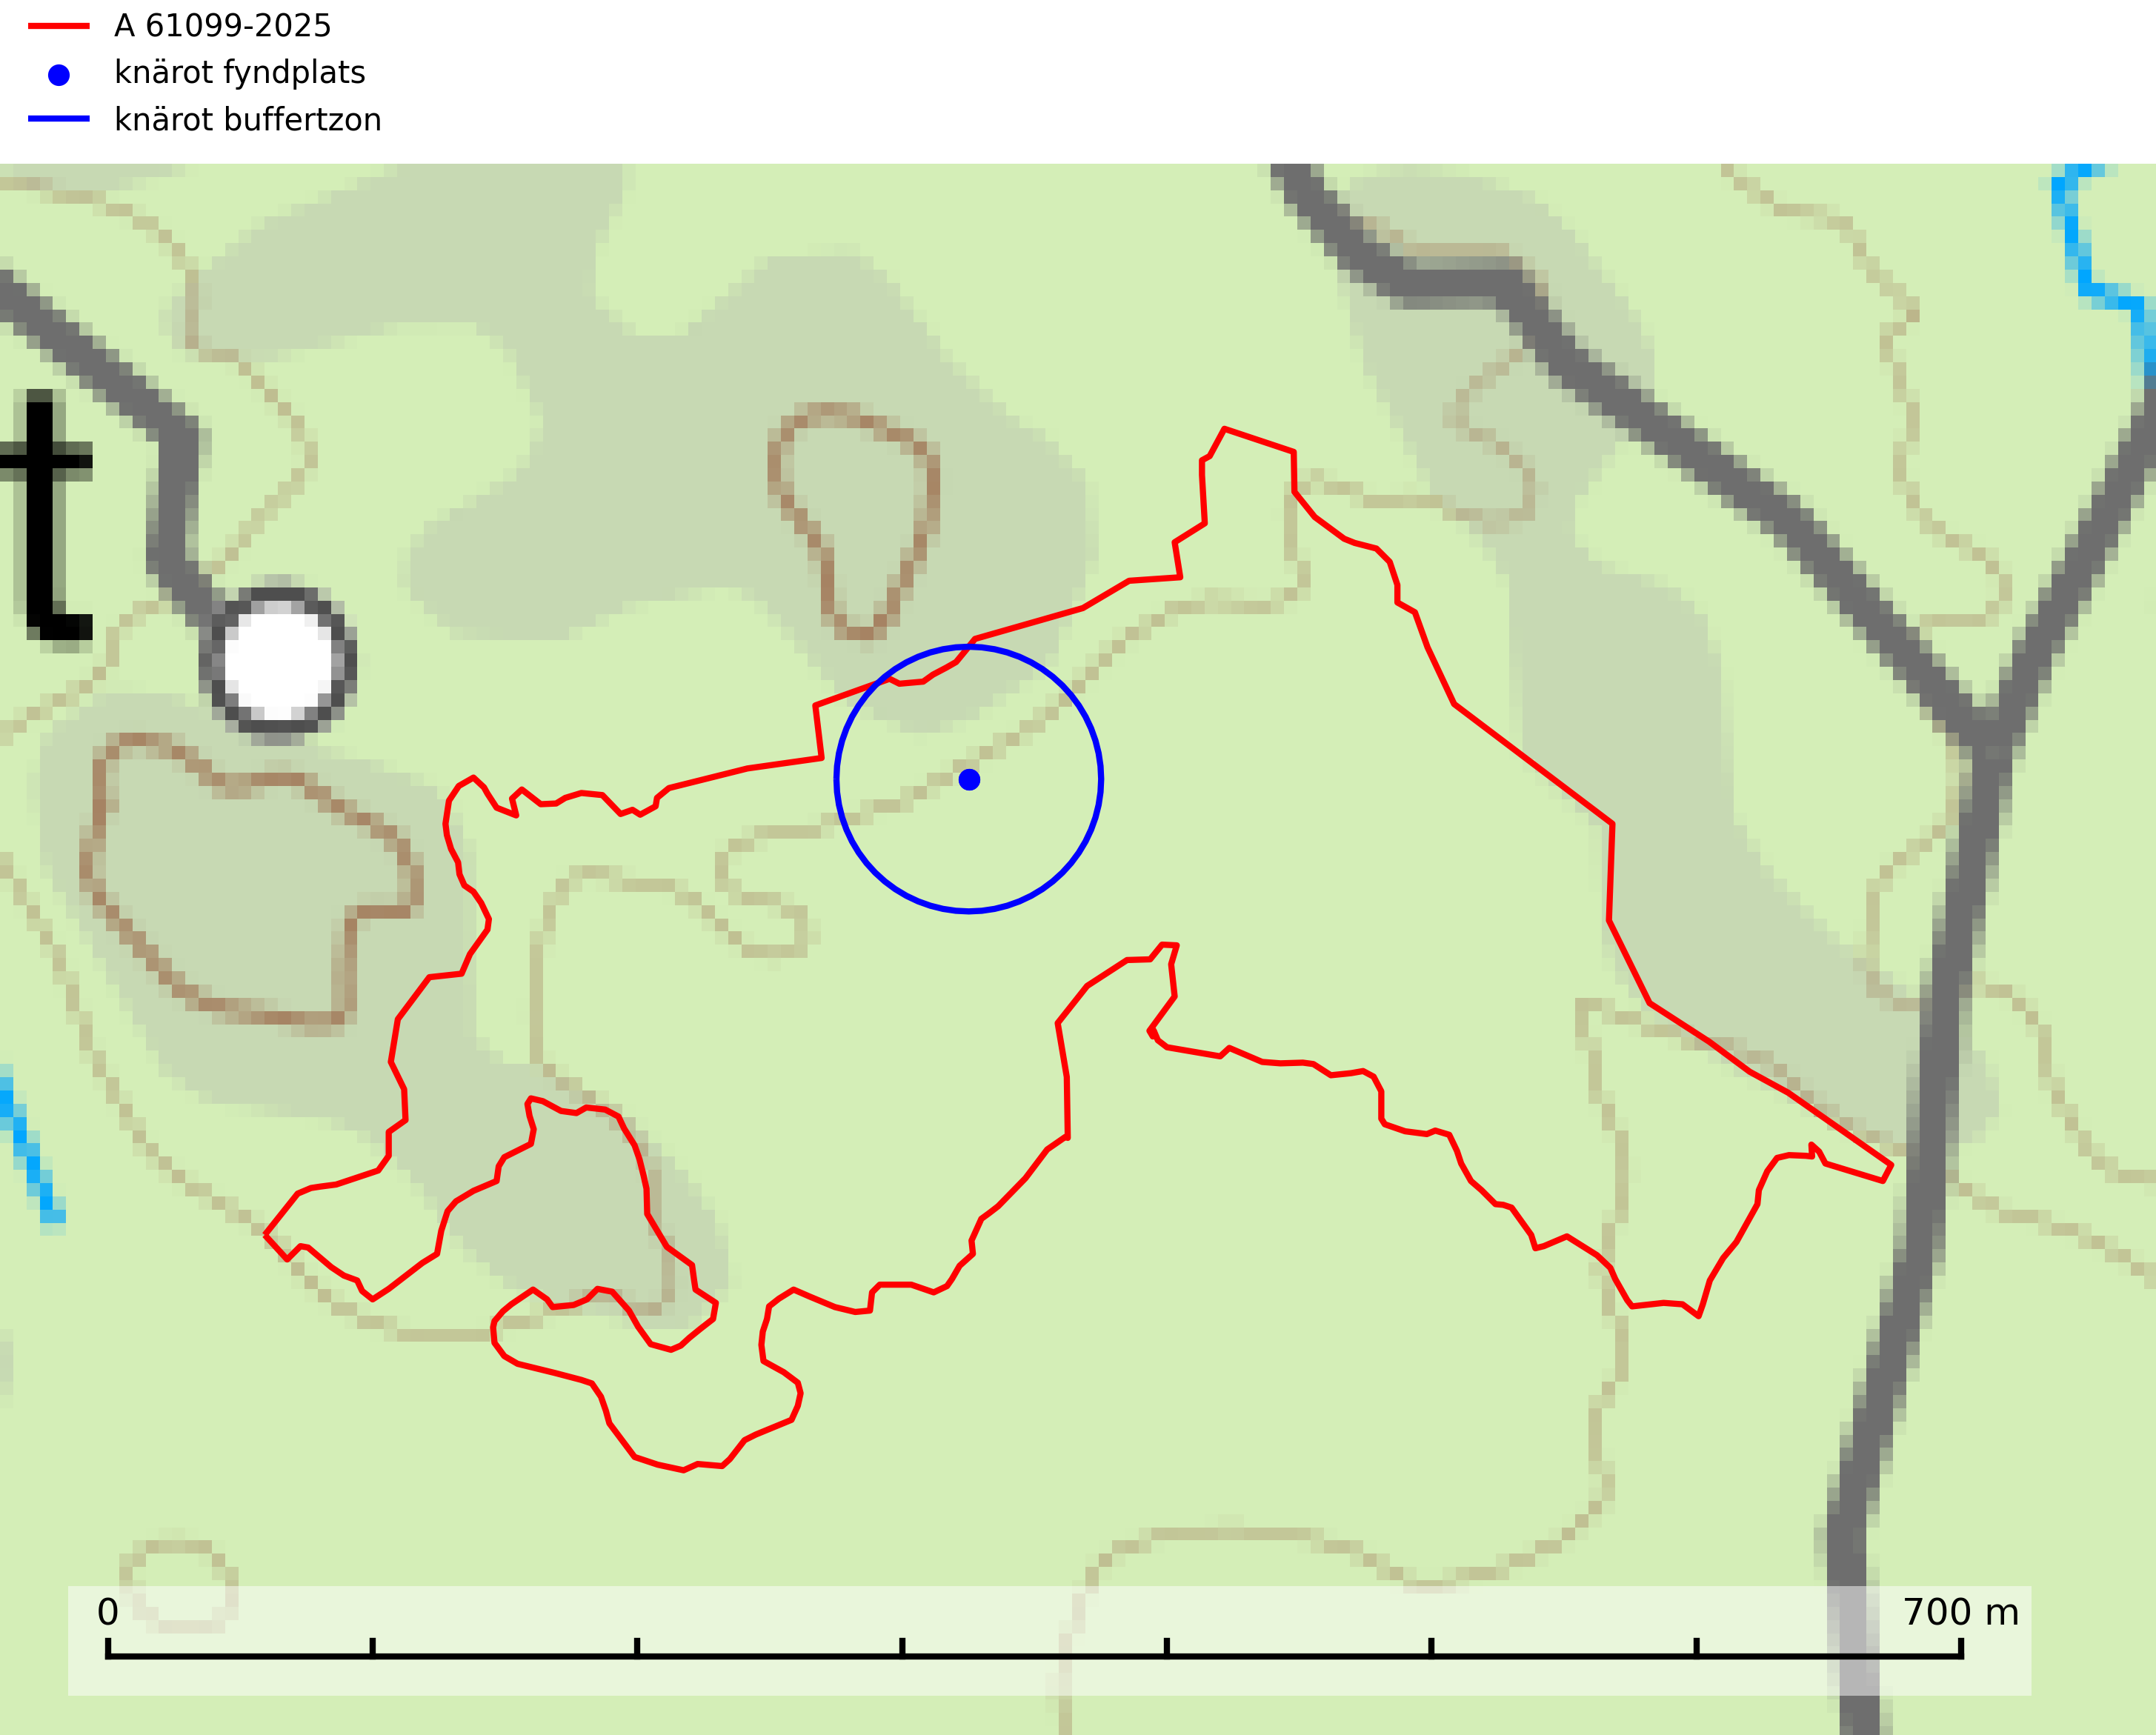 A 61099-2025
knärot fyndplats
knärot buffertzon
t
0 700 m